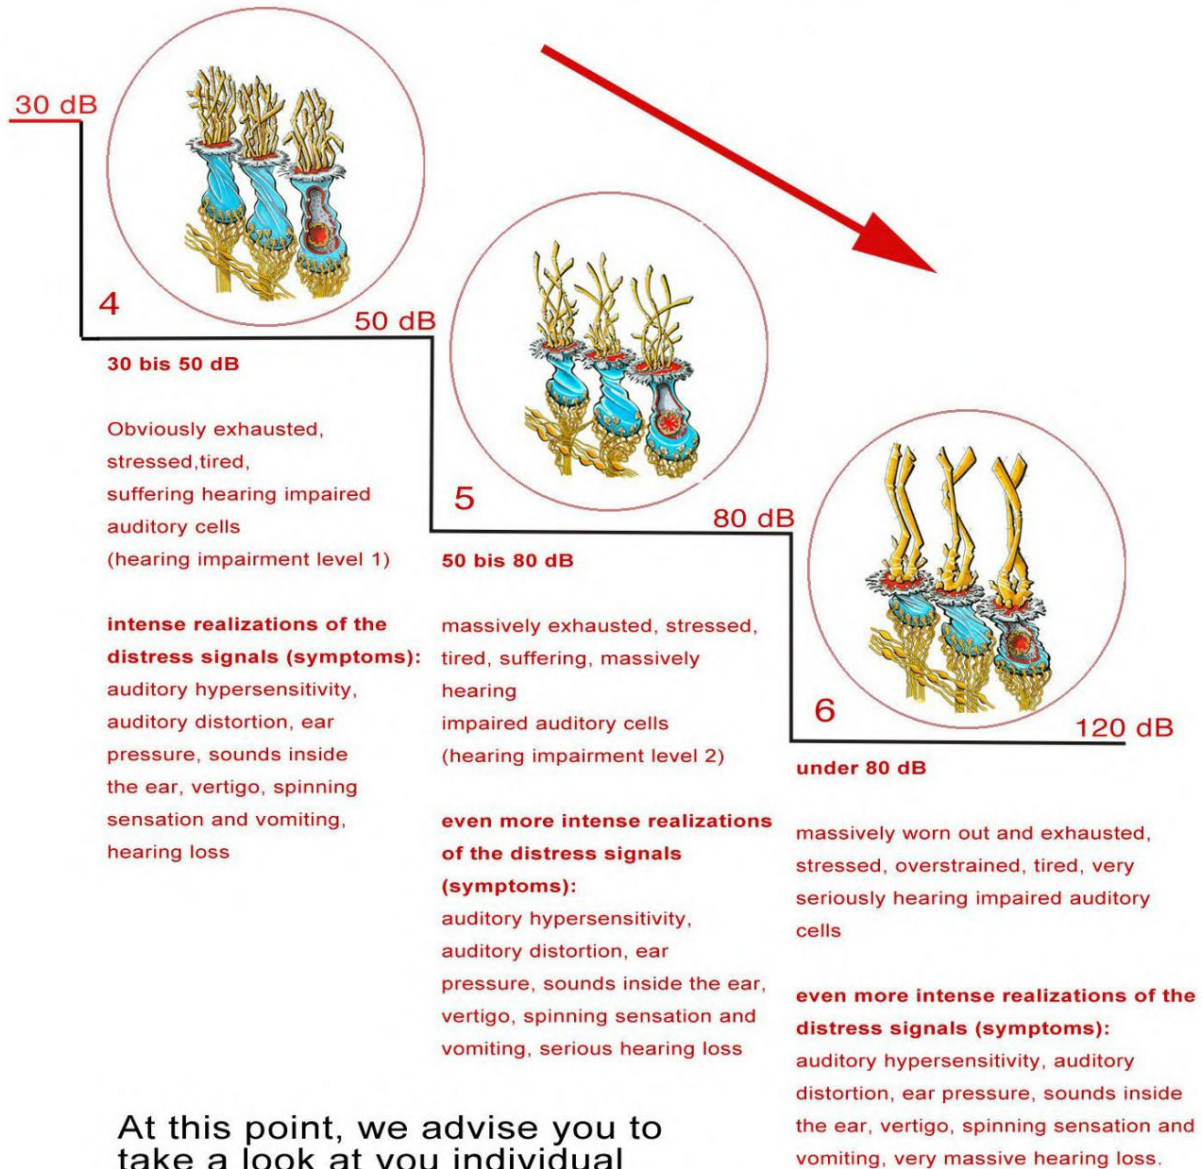 30 dB
4
50 dB
30 bis 50 dB
Obviously exhausted,
stressed,tired,
suffering hearing impaired
auditory cells
(hearing impairment level 1)
intense realizations of the
distress signals (symptoms):
auditory hypersensitivity,
auditory distortion, ear
pressure, sounds inside
the ear, vertigo, spinning
sensation and vomiting,
hearing loss
5
80 dB
50 bis 80 dB
massively exhausted, stressed,
tired, suffering, massively
hearing
impaired auditory cells
(hearing impairment level 2)
even more intense realizations
of the distress signals
(symptoms):
auditory hypersensitivity,
auditory distortion, ear
pressure, sounds inside the ear,
vertigo, spinning sensation and
vomiting, serious hearing loss
6
120 dB
under 80 dB
massively worn out and exhausted,
stressed, overstrained, tired, very
seriously hearing impaired auditory
cells
even more intense realizations of the
distress signals (symptoms):
auditory hypersensitivity, auditory
distortion, ear pressure, sounds inside
the ear, vertigo, spinning sensation and
vomiting, very massive hearing loss.
At this point, we advise you to
take a look at you individual